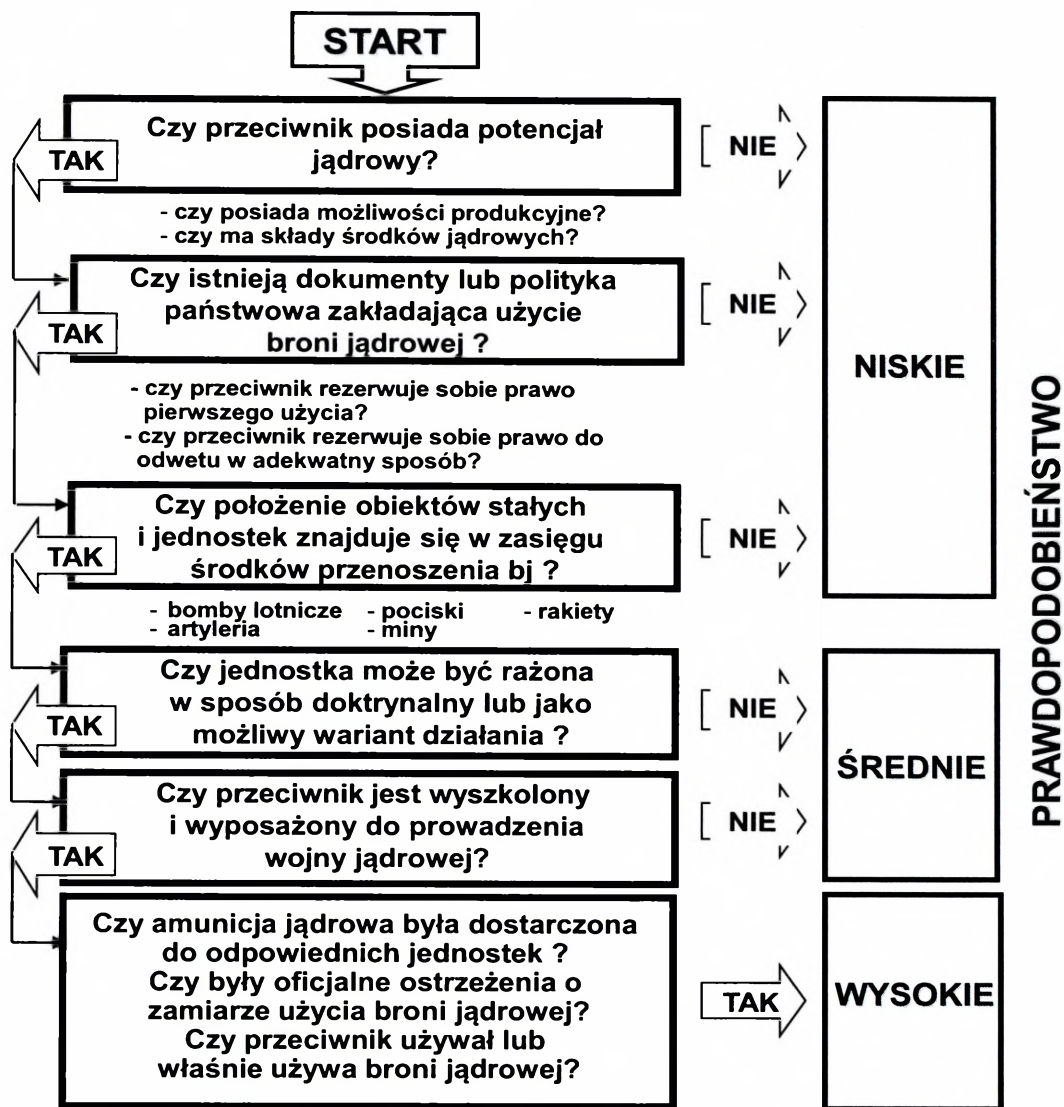 START
Czy przeciwnik posiada potencjał
jądrowy?
TAK
NIE
- czy posiada możliwości produkcyjne?
- czy ma składy środków jądrowych?
Czy istnieją dokumenty lub polityka
państwowa zakładająca użycie
broni jądrowej ?
TAK
NIE
NISKIE
- czy przeciwnik rezerwuje sobie prawo
pierwszego użycia?
- czy przeciwnik rezerwuje sobie prawo do
odwetu w adekwatny sposób?
Czy położenie obiektów stałych
i jednostek znajduje się w zasięgu
środków przenoszenia bj ?
TAK
NIE
- bomby lotnicze - pociski - rakiety
- artyleria - miny
Czy jednostka może być rażona
w sposób doktrynalny lub jako
możliwy wariant działania ?
TAK
NIE
ŚREDNIE
Czy przeciwnik jest wyszkolony
i wyposażony do prowadzenia
wojny jądrowej?
TAK
NIE
Czy amunicja jądrowa była dostarczona
do odpowiednich jednostek ?
Czy były oficjalne ostrzeżenia o
zamiarze użycia broni jądrowej?
Czy przeciwnik używał lub
właśnie używa broni jądrowej?
TAK
WYSOKIE
PRAWDOPODOBIEŃSTWO